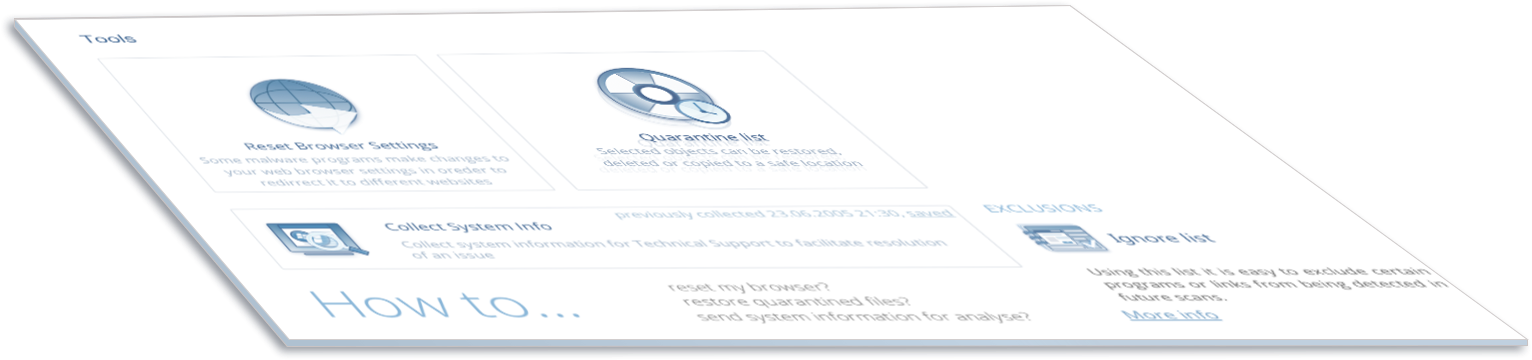 Tools
Reset Browser Settings
Some malware programs make changes to
your web browser settings in oreder to
redirrect it to different websites
Quarantine list
Selected objects can be restored,
deleted or copied to a safe location
Collect System Info
previously collected 23.06.2005 21:30, saved
Collect system information for Technical Support to facilitate resolution
of an issue
EXCLUSIONS
Ignore list
Using this list it is easy to exclude certain
programs or links from being detected in
future scans.
More info
How to...
reset my browser?
restore quarantined files?
send system information for analyse?